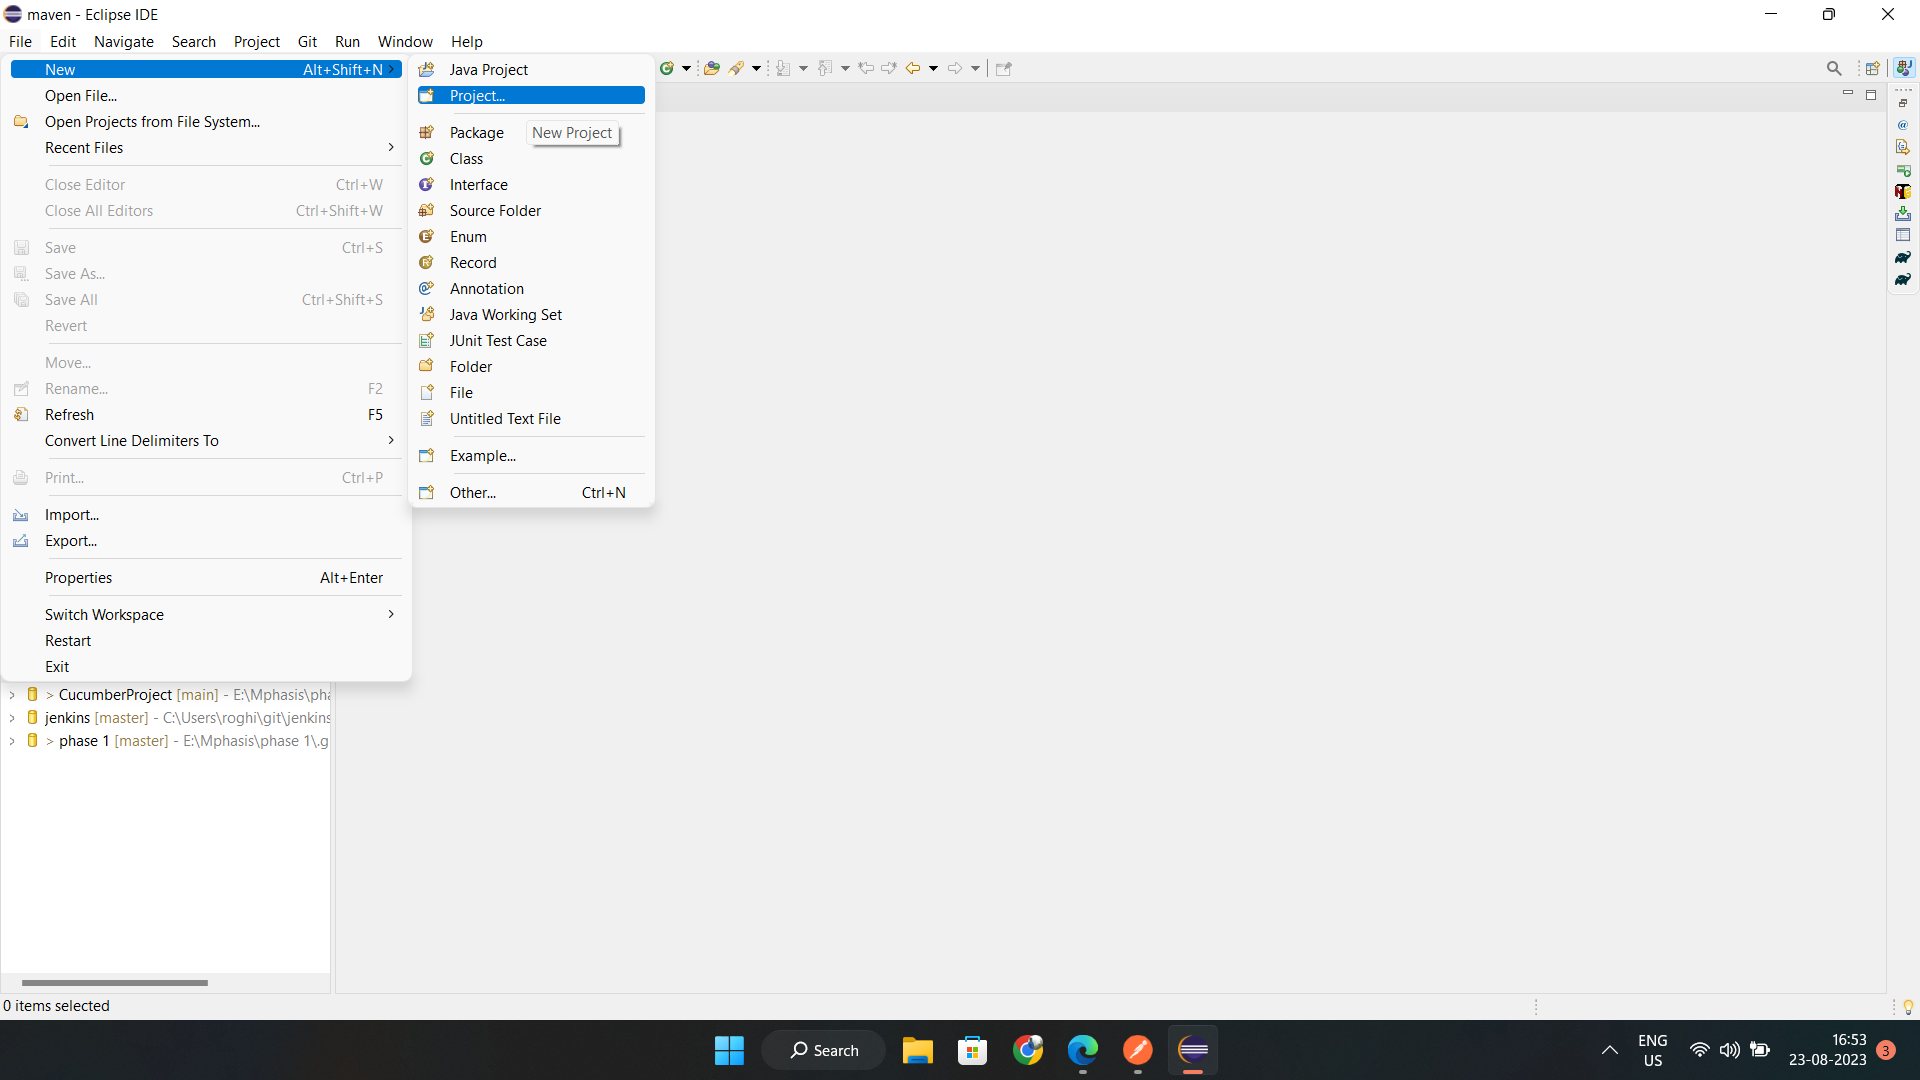 maven - Eclipse IDE
File Edit Navigate Search Project Git Run Window Help
New Alt+Shift+N
Open File...
Open Projects from File System...
Recent Files
Close Editor Ctrl+W
Close All Editors Ctrl+Shift+W
Save Ctrl+S
Save As...
Save All Ctrl+Shift+S
Revert
Move...
Rename... F2
Refresh F5
Convert Line Delimiters To
Print... Ctrl+P
Import...
Export...
Properties Alt+Enter
Switch Workspace
Restart
Exit
Java Project
Project...
Package
New Project
Class
Interface
Source Folder
Enum
Record
Annotation
Java Working Set
JUnit Test Case
Folder
File
Untitled Text File
Example...
Other... Ctrl+N
> CucumberProject [main] - E:\Mphasis\pha
jenkins [master] - C:\Users\roghi\git\jenkins
> phase 1 [master] - E:\Mphasis\phase 1\.g
0 items selected
Search
ENG
US
16:53
23-08-2023
3